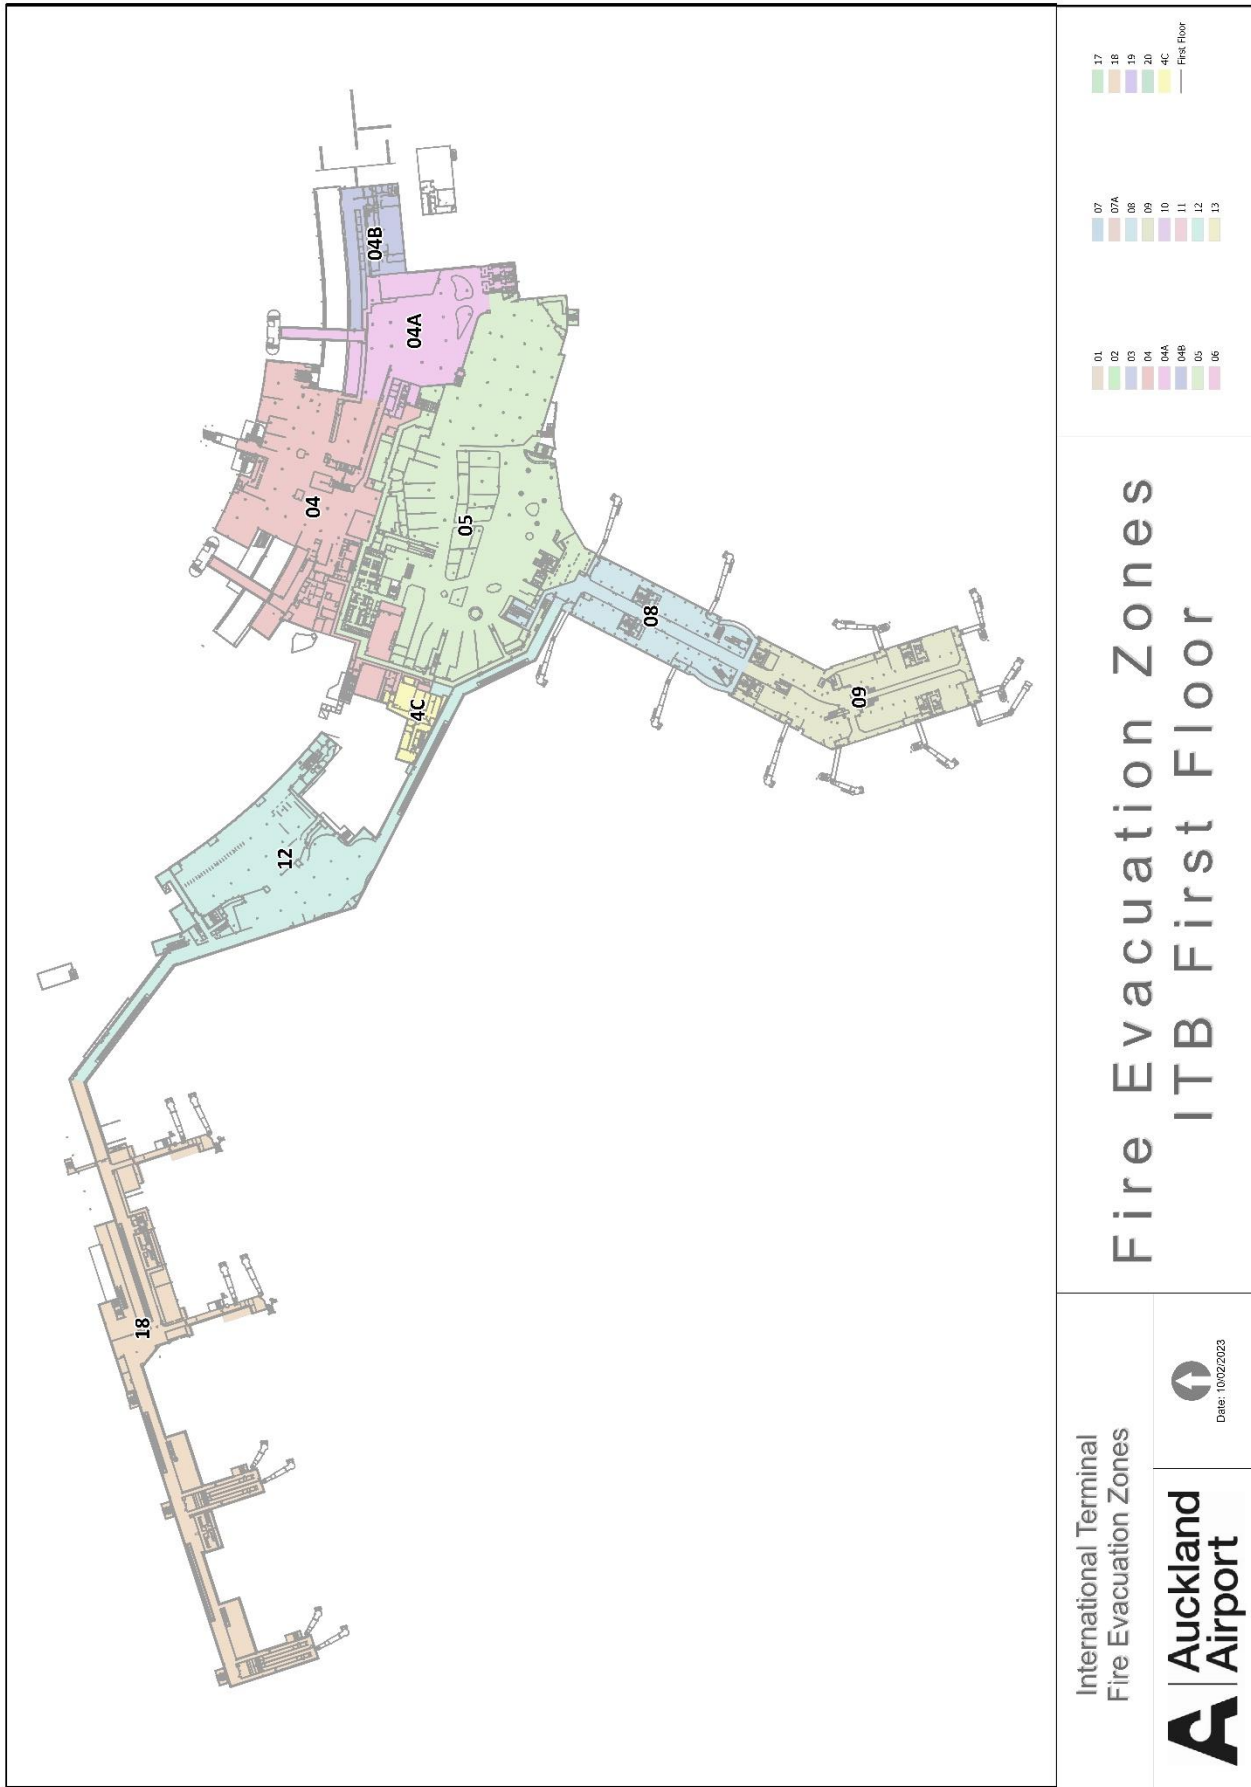 18
12
04
04B
04A
4C
05
08
09
International Terminal
Fire Evacuation Zones
Auckland
Airport
Date: 10/02/2023
Fire Evacuation Zones
ITB First Floor
01
02
03
04
04A
04B
05
06
07
07A
08
09
10
11
12
13
17
18
19
20
4C
First Floor